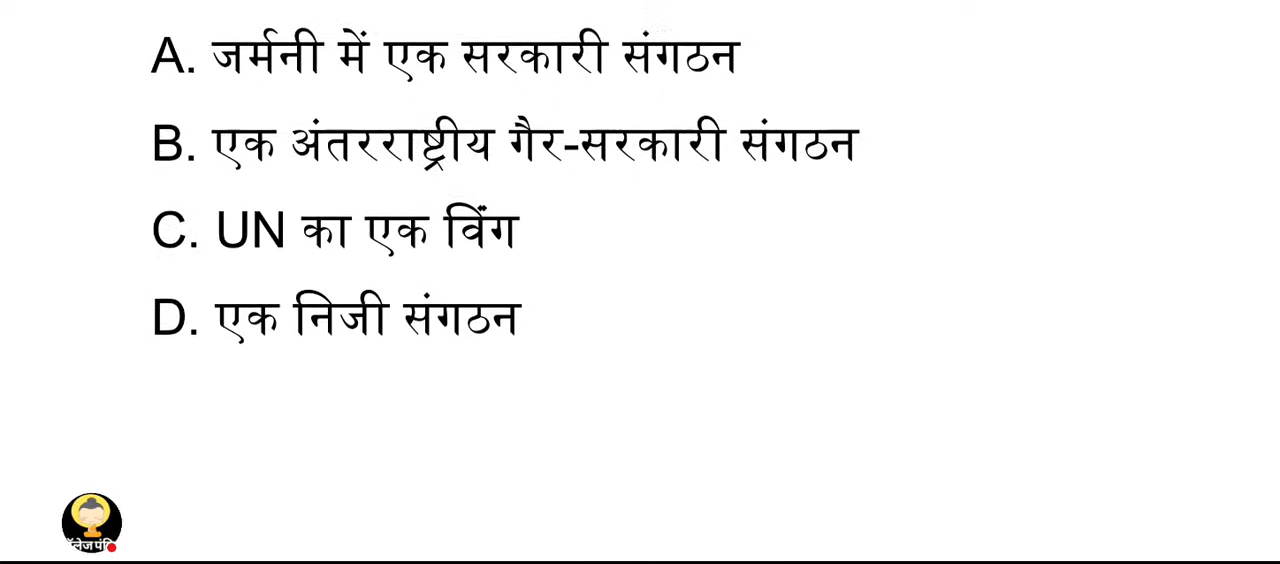 A. जर्मनी में एक सरकारी संगठन
B. एक अंतरराष्ट्रीय गैर-सरकारी संगठन
C. UN का एक विंग
D. एक निजी संगठन